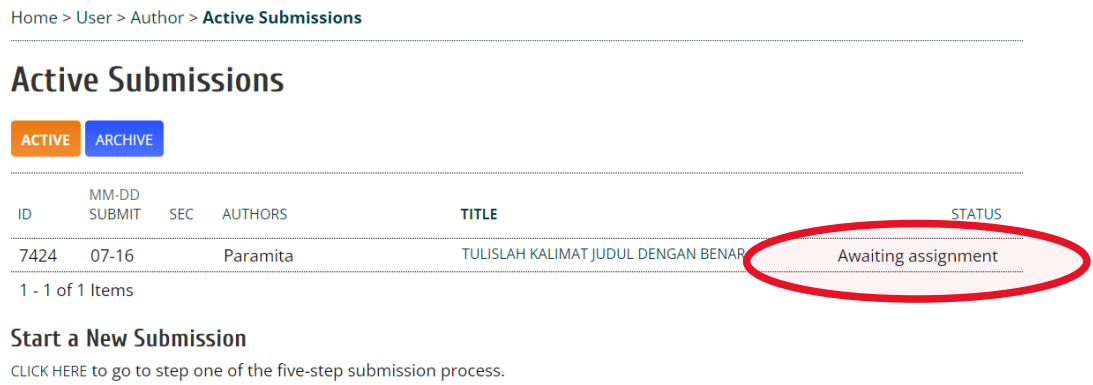 Home > User > Author > Active Submissions
Active Submissions
ACTIVE ARCHIVE
MM-DD
ID SUBMIT SEC AUTHORS TITLE STATUS
7424 07-16 Paramita TULISLAH KALIMAT JUDUL DENGAN BENAR Awaiting assignment
1 - 1 of 1 Items
Start a New Submission
CLICK HERE to go to step one of the five-step submission process.